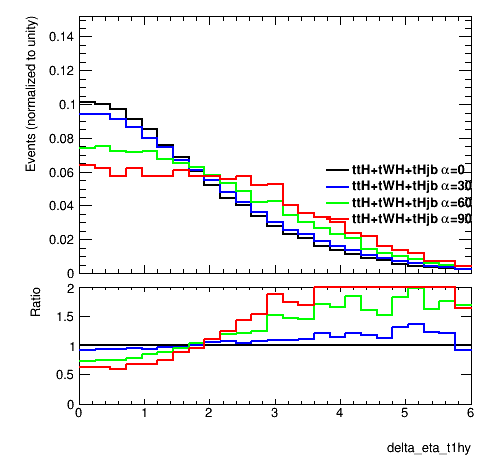 Events (normalized to unity)
0.14
0.12
0.1
0.08
0.06
0.04
0.02
0
ttH+tWH+tHjb α=0
ttH+tWH+tHjb α=30
ttH+tWH+tHjb α=60
ttH+tWH+tHjb α=90
Ratio
2
1.5
1
0.5
0
0 1 2 3 4 5 6
delta_eta_t1hy